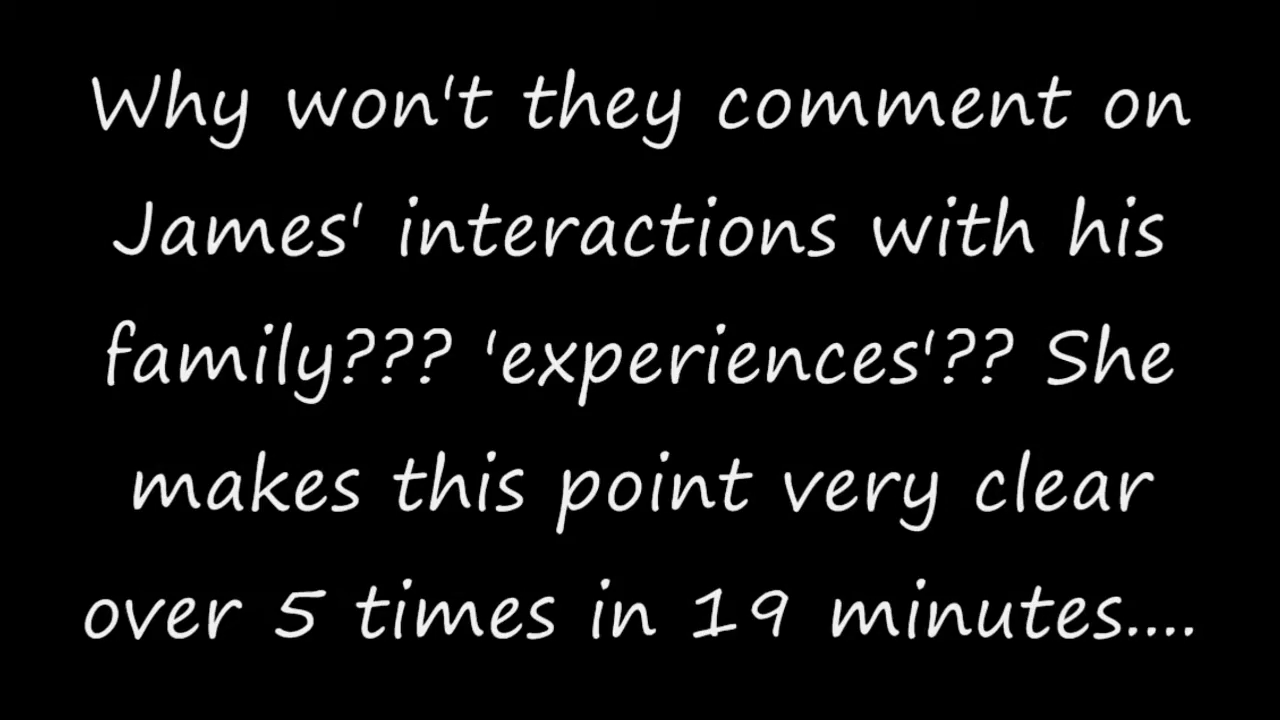 Why won't they comment on
James' interactions with his
family??? 'experiences'?? She
makes this point very clear
over 5 times in 19 minutes....